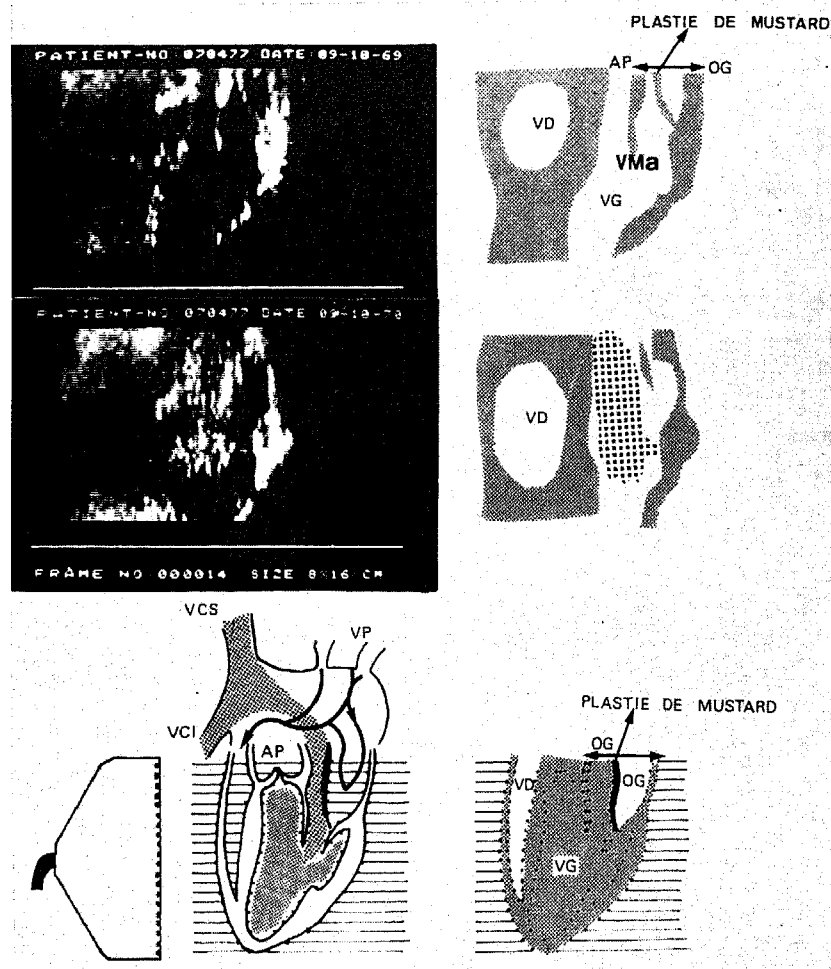 PLASTIE DE MUSTARD
PATIENT-NO 070477 DATE 09-10-69
AP OG
VD
VMa
VG
PATIENT-NO 070477 DATE 09-10-70
VD
FRAME NO 000014 SIZE 8×16 CM
VCS
VP
PLASTIE DE MUSTARD
VCI
AP
OG
VD
OG
VG